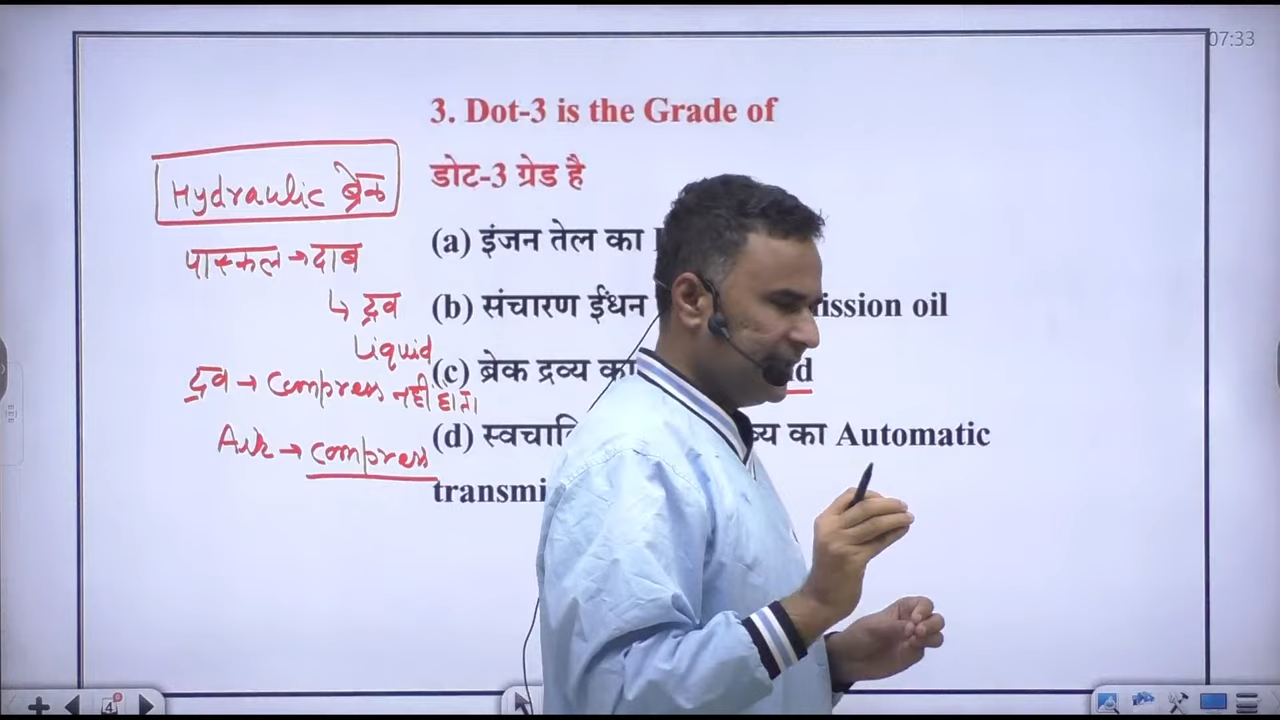 07:33
3. Dot-3 is the Grade of
डोट-3 ग्रेड है
(a) इंजन तेल का
(b) संचारण ईंधन ission oil
(c) ब्रेक द्रव्य का
(d) स्वचा का Automatic
transmi
Hydraulic ब्रेक
पास्कल → दाब
↳ द्रव
Liquid
द्रव → Compress नहीं होता
Air → Compress
4